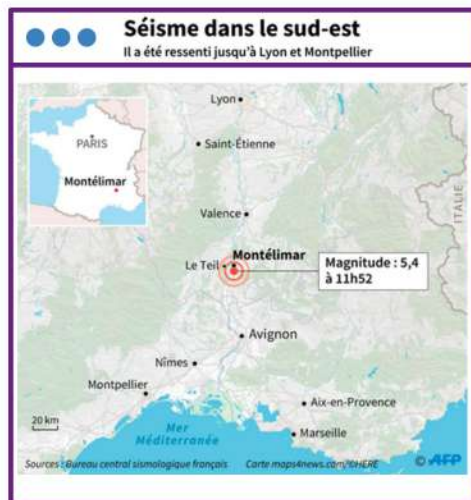 Séisme dans le sud-est
Il a été ressenti jusqu'à Lyon et Montpellier
Lyon
PARIS
Saint-Étienne
Montélimar
ITALIE
Valence
Montélimar
Le Teil
Magnitude : 5,4
à 11h52
Avignon
Nîmes
Montpellier
Aix-en-Provence
20 km
Mer
Méditerranée
Marseille
Sources : Bureau central sismologique français Carte maps4news.com/©HERE © AFP